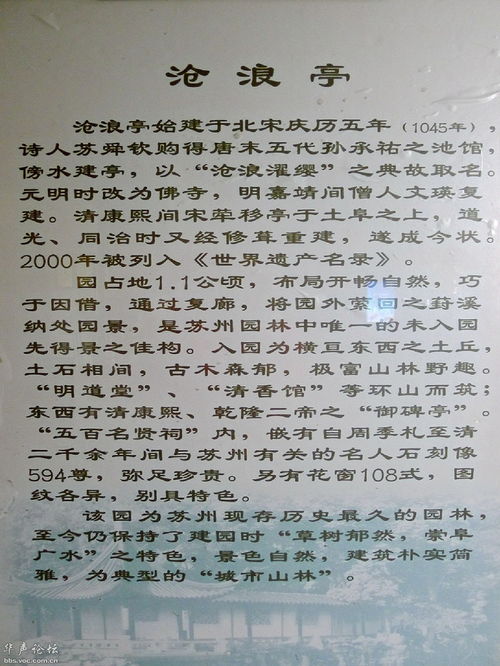 沧浪亭
沧浪亭始建于北宋庆历五年（1045年），
诗人苏舜钦购得唐末五代孙承祐之池馆，
傍水建亭，以“沧浪濯缨”之典故取名。
元明时改为佛寺，明嘉靖间僧人文瑛复
建。清康熙间宋荦移亭于土阜之上，道
光、同治时又经修葺重建，遂成今状。
2000年被列入《世界遗产名录》。
园占地1.1公顷，布局开畅自然，巧
于因借，通过复廊，将园外萦回之葑溪
纳处园景，是苏州园林中唯一的未入园
先得景之佳构。入园为横亘东西之土丘，
土石相间，古木森郁，极富山林野趣。
“明道堂”、“清香馆”等环山而筑；
东西有清康熙、乾隆二帝之“御碑亭”。
“五百名贤祠”内，嵌有自周季札至清
二千余年间与苏州有关的名人石刻像
594尊，弥足珍贵。另有花窗108式，图
纹各异，别具特色。
该园为苏州现存历史最久的园林，
至今仍保持了建园时“草树郁然，崇阜
广水”之特色，景色自然，建筑朴实简
雅，为典型的“城市山林”。
华声论坛
bbs.voc.com.cn